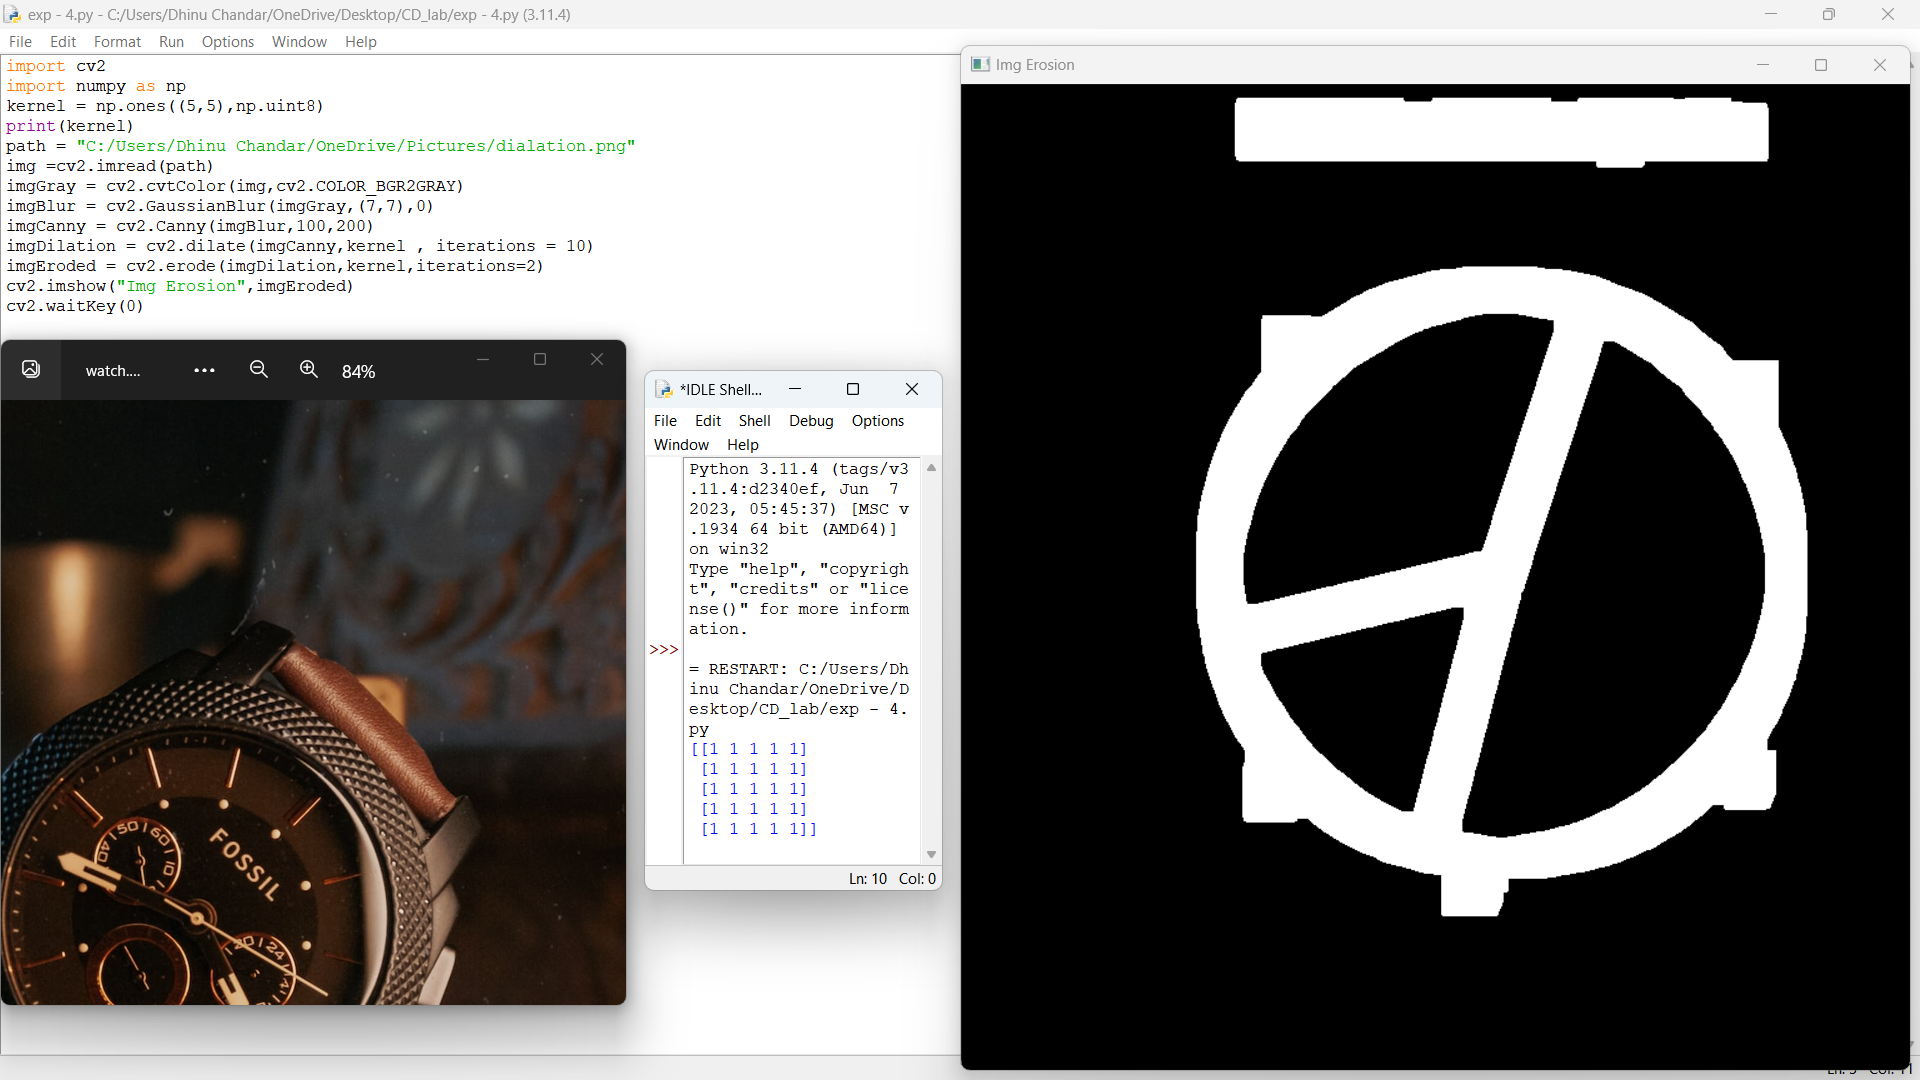 exp - 4.py - C:/Users/Dhinu Chandar/OneDrive/Desktop/CD_lab/exp - 4.py (3.11.4)
File Edit Format Run Options Window Help
import cv2
import numpy as np
kernel = np.ones((5,5),np.uint8)
print(kernel)
path = "C:/Users/Dhinu Chandar/OneDrive/Pictures/dialation.png"
img =cv2.imread(path)
imgGray = cv2.cvtColor(img,cv2.COLOR_BGR2GRAY)
imgBlur = cv2.GaussianBlur(imgGray,(7,7),0)
imgCanny = cv2.Canny(imgBlur,100,200)
imgDilation = cv2.dilate(imgCanny,kernel , iterations = 10)
imgEroded = cv2.erode(imgDilation,kernel,iterations=2)
cv2.imshow("Img Erosion",imgEroded)
cv2.waitKey(0)
watch....
84%
50 60
40
10
FOSSIL
20 24
*IDLE Shell...
File Edit Shell Debug Options
Window Help
Python 3.11.4 (tags/v3
.11.4:d2340ef, Jun 7
2023, 05:45:37) [MSC v
.1934 64 bit (AMD64)]
on win32
Type "help", "copyrigh
t", "credits" or "lice
nse()" for more inform
ation.
>>>
= RESTART: C:/Users/Dh
inu Chandar/OneDrive/D
esktop/CD_lab/exp - 4.
py
[[1 1 1 1 1]
[1 1 1 1 1]
[1 1 1 1 1]
[1 1 1 1 1]
[1 1 1 1 1]]
Ln: 10 Col: 0
Img Erosion